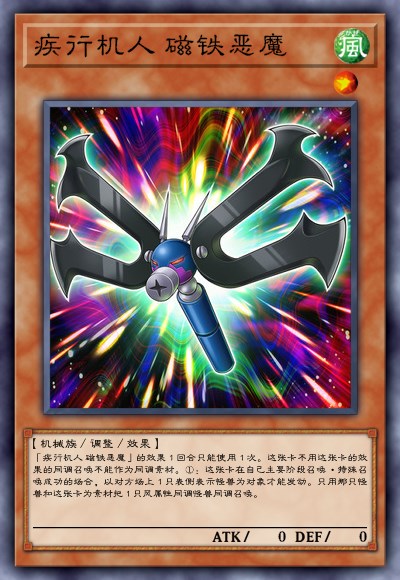 疾行机人 磁铁恶魔
風
【机械族／调整／效果】
「疾行机人 磁铁恶魔」的效果1回合只能使用1次。这张卡不用这张卡的效
果的同调召唤不能作为同调素材。①：这张卡在自己主要阶段召唤·特殊召
唤成功的场合，以对方场上1只表侧表示怪兽为对象才能发动。只用那只怪
兽和这张卡为素材把1只风属性同调怪兽同调召唤。
ATK/ 0 DEF/ 0